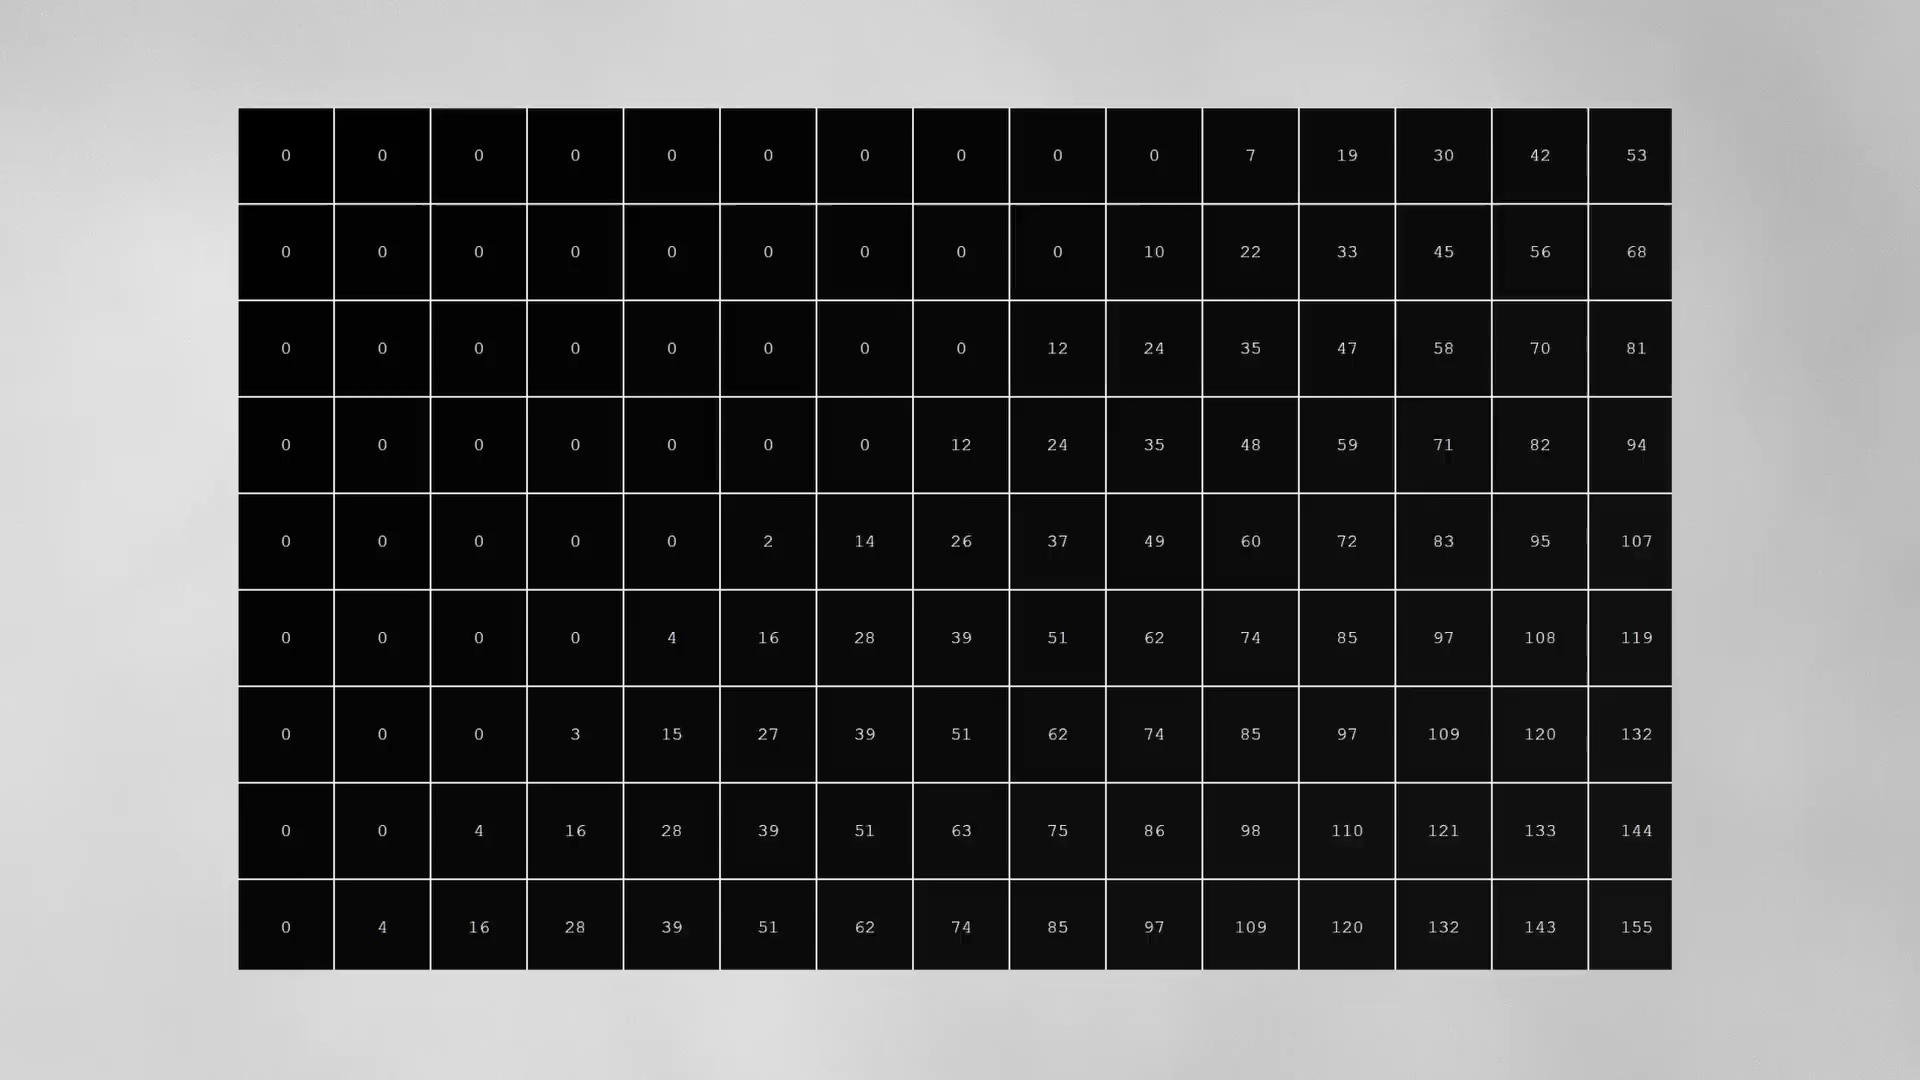 0 0 0 0 0 0 0 0 0 0 7 19 30 42 53
0 0 0 0 0 0 0 0 0 10 22 33 45 56 68
0 0 0 0 0 0 0 0 12 24 35 47 58 70 81
0 0 0 0 0 0 0 12 24 35 48 59 71 82 94
0 0 0 0 0 2 14 26 37 49 60 72 83 95 107
0 0 0 0 4 16 28 39 51 62 74 85 97 108 119
0 0 0 3 15 27 39 51 62 74 85 97 109 120 132
0 0 4 16 28 39 51 63 75 86 98 110 121 133 144
0 4 16 28 39 51 62 74 85 97 109 120 132 143 155